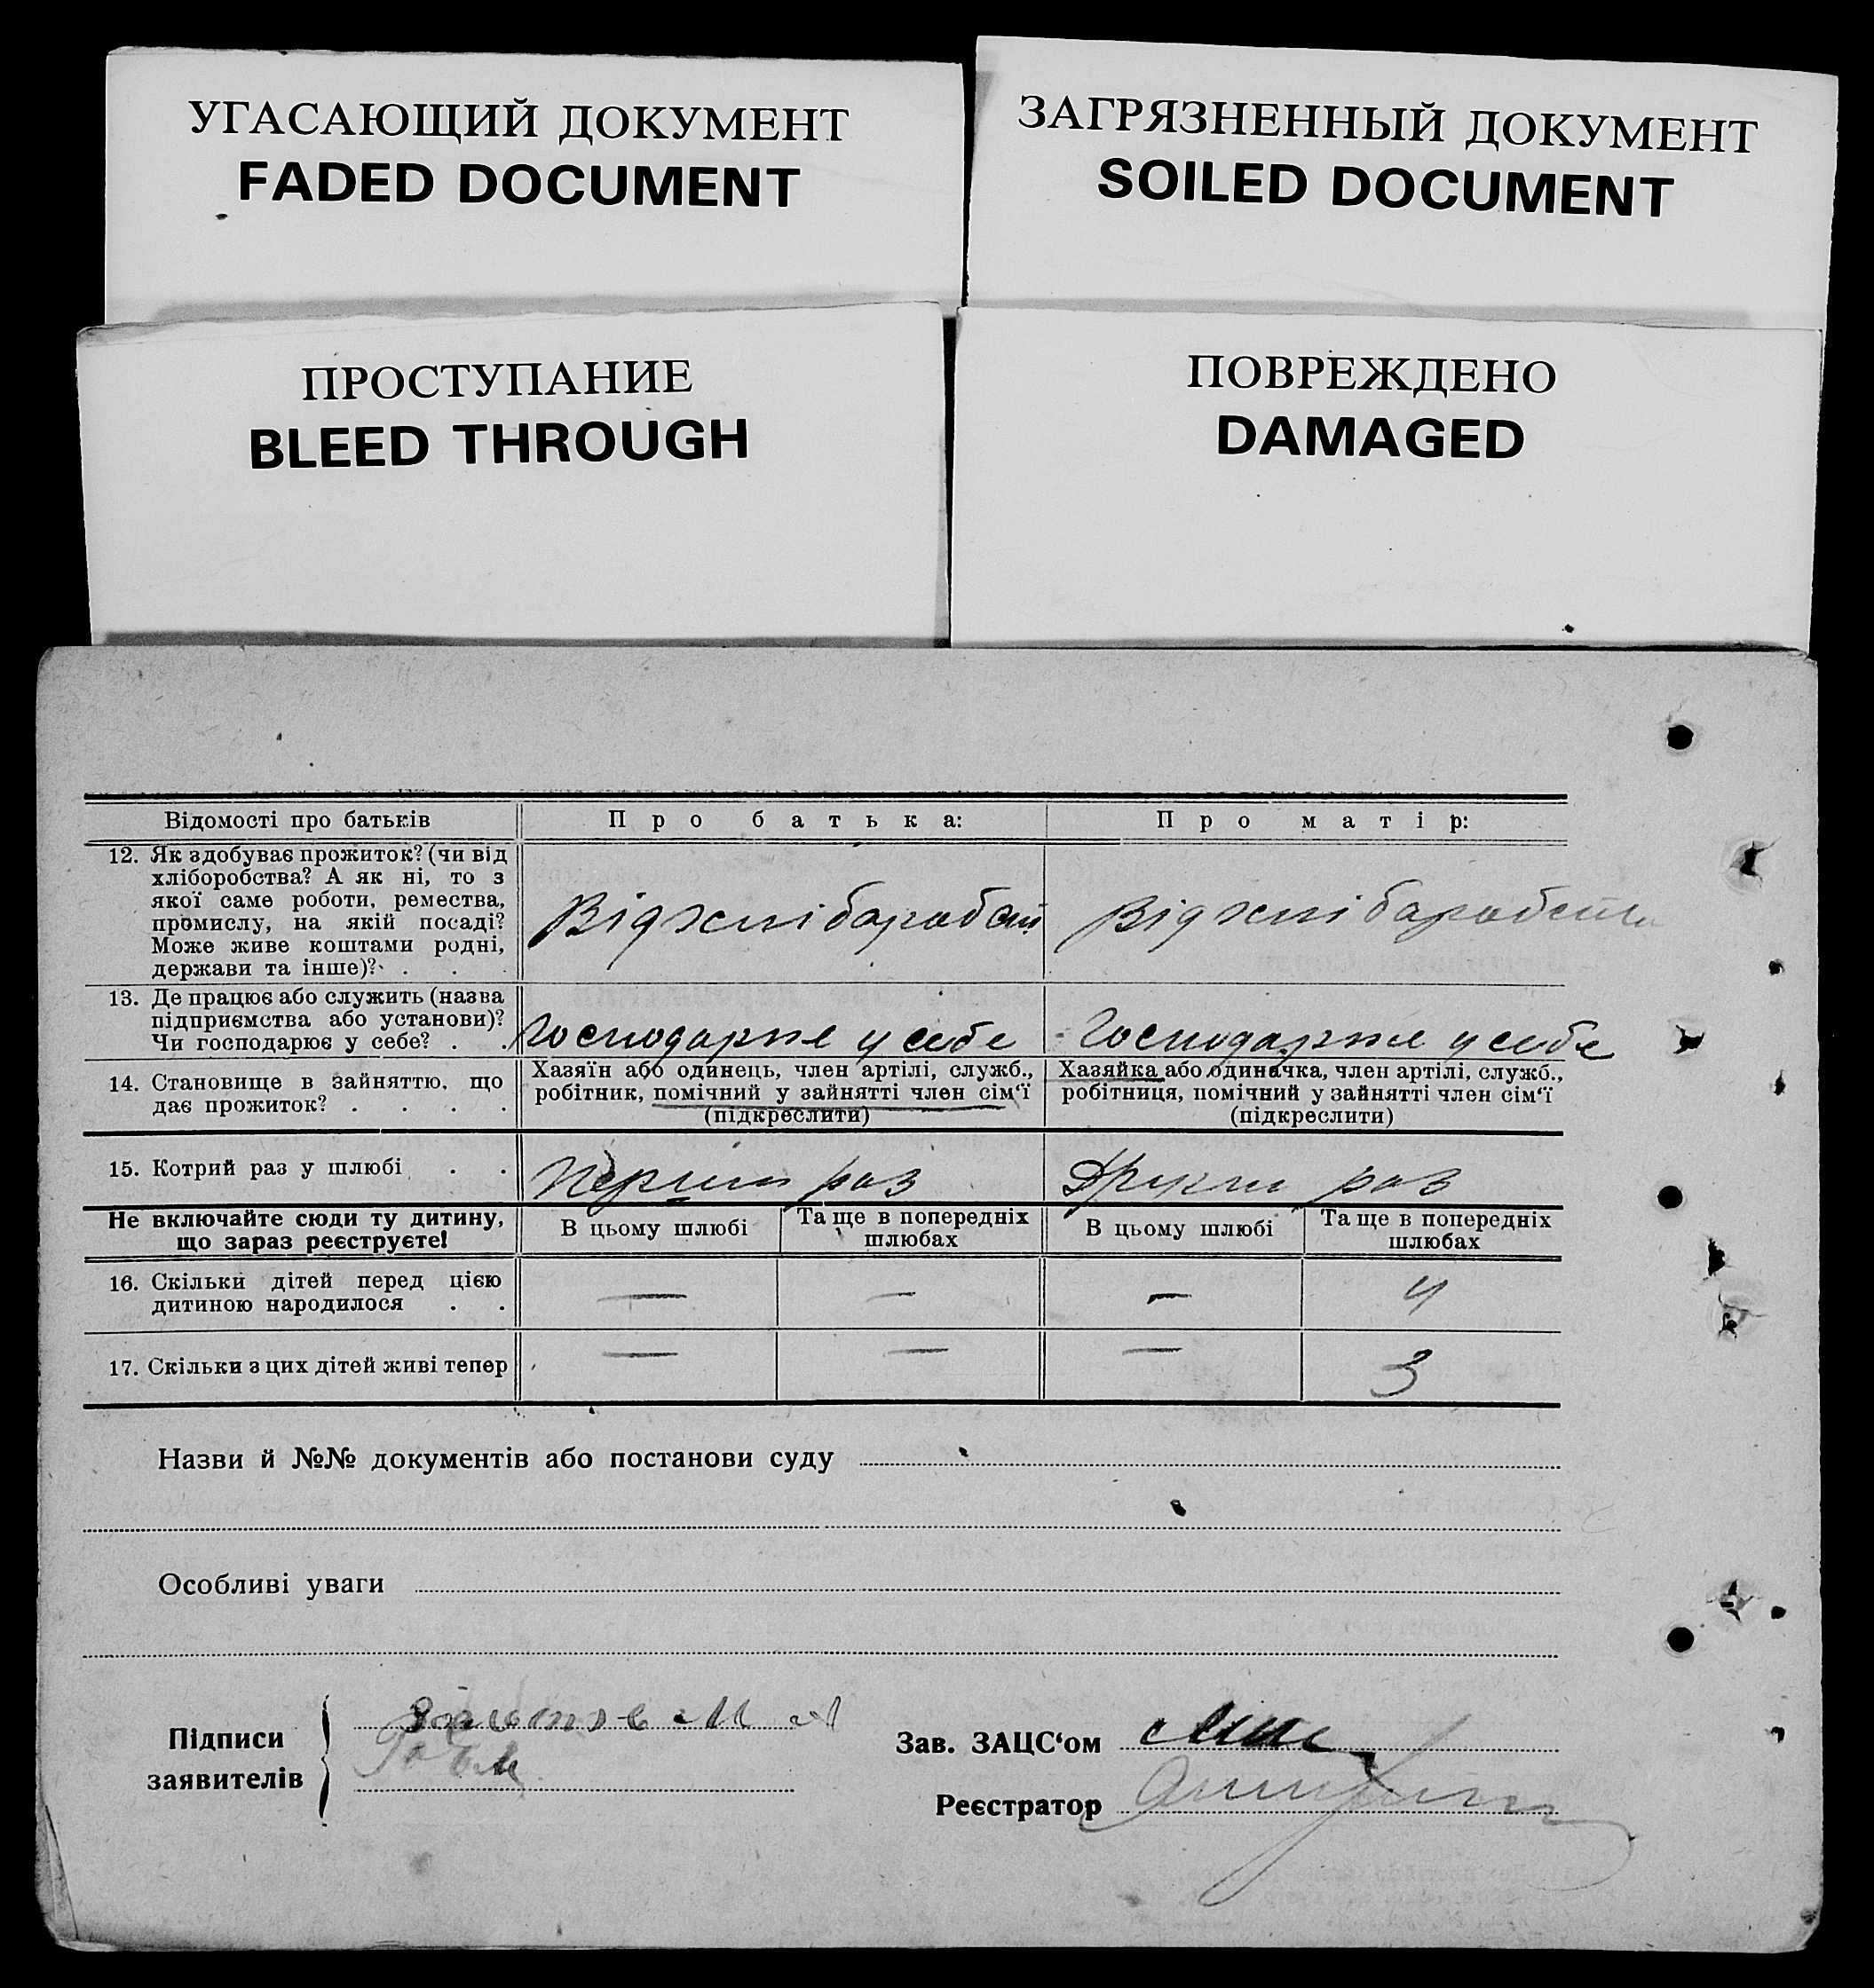 УГАСАЮЩИЙ ДОКУМЕНТ
FADED DOCUMENT
ЗАГРЯЗНЕННЫЙ ДОКУМЕНТ
SOILED DOCUMENT
ПРОСТУПАНИЕ
BLEED THROUGH
ПОВРЕЖДЕНО
DAMAGED
Відомості про батьків
Про батька:
Про матір:
12. Як здобуває прожиток? (чи від
хліборобства? А як ні, то з
якої саме роботи, ремества,
промислу, на якій посаді?
Може живе коштами родні,
держави та інше)? . . .
Від хліборобст
Від хліборобства
13. Де працює або служить (назва
підприємства або установи)?
Чи господарює у себе? . .
Господарює у себе
Господарює у себе
14. Становище в зайняттю, що
дає прожиток? . . . .
Хазяїн або одинець, член артілі, служб.,
робітник, помічний у зайнятті член сім‘ї
(підкреслити)
Хазяйка або одиначка, член артілі, служб.,
робітниця, помічний у зайнятті член сім‘ї
(підкреслити)
15. Котрий раз у шлюбі . .
Перши раз
Други раз
Не включайте сюди ту дитину,
що зараз реєструєте!
В цьому шлюбі
Та ще в попередніх
шлюбах
В цьому шлюбі
Та ще в попередніх
шлюбах
16. Скільки дітей перед цією
дитиною народилося . .
— — — 4
17. Скільки з цих дітей живі тепер
— — — 3
Назви й №№ документів або постанови суду
Особливі уваги
Підписи
заявителів
Зав. ЗАЦС‘ом
Реєстратор